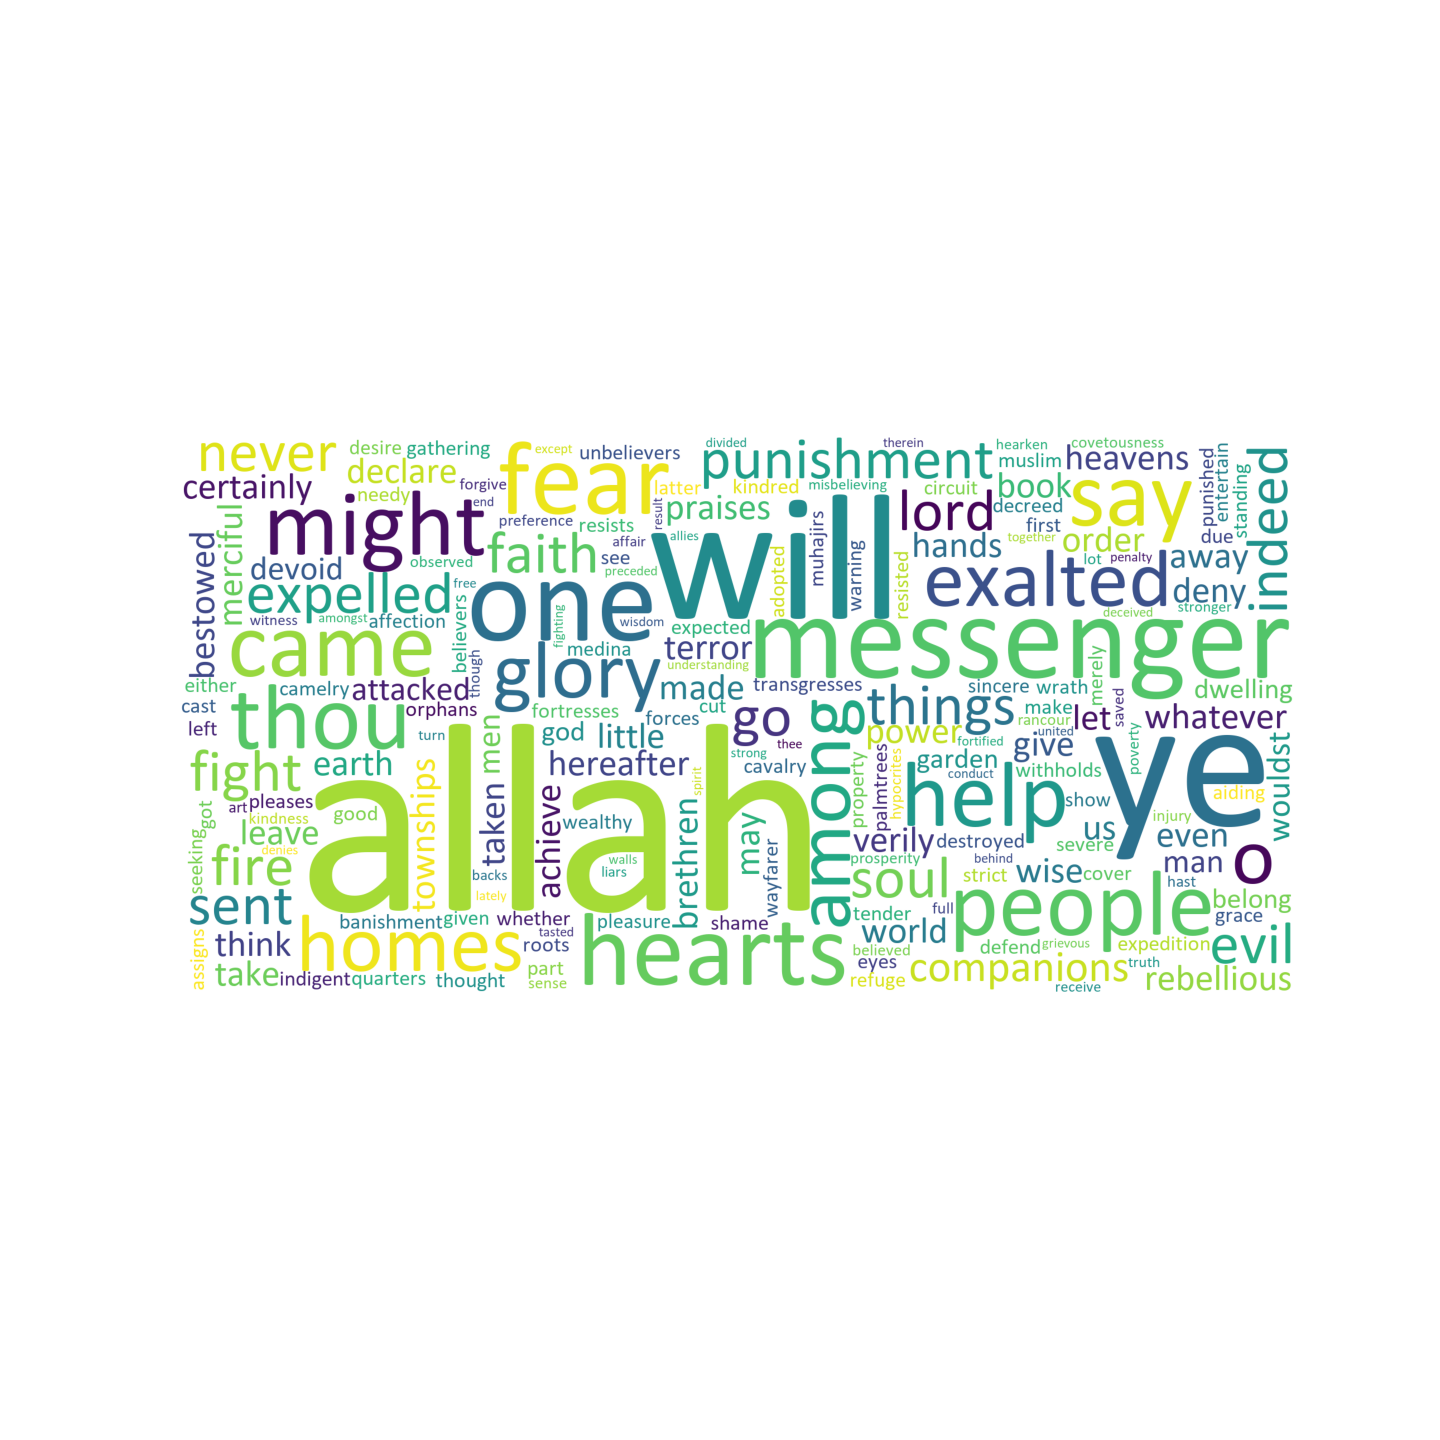 never
desire
gathering
except
unbelievers
divided
punishment
therein
hearken
covetousness
muslim
heavens
punished
entertain
standing
indeed
certainly
declare
needy
forgive
end
fear
latter
kindred
misbelieving
circuit
book
say
due
merciful
might
preference
resists
result
praises
will
lord
decreed
first
together
order
bestowed
devoid
observed
faith
affair
see
allies
adopted
muhajirs
warning
resisted
hands
lot
penalty
away
expelled
free
preceded
one
exalted
deny
stronger
witness
amongst
affection
believers
fighting
wisdom
expected
messenger
deceived
came
though
glory
medina
terror
understanding
merely
either
camelry
attacked
made
transgresses
things
sincere
wrath
dwelling
cast
thou
orphans
fortresses
forces
cut
go
among
make
saved
left
turn
men
god
little
strong
thee
power
rancour
united
let
whatever
fight
earth
townships
hereafter
cavalry
property
palmtrees
hypocrites
fortified
garden
give
withholds
poverty
ye
wouldst
got
art
pleases
good
allah
taken
achieve
spirit
help
conduct
show
aiding
seeking
kindness
leave
wealthy
brethren
may
wayfarer
verily
destroyed
us
injury
even
denies
fire
walls
liars
prosperity
behind
severe
man
o
backs
soul
strict
wise
cover
hast
belong
sent
lately
banishment
given
whether
pleasure
shame
tender
full
people
grace
assigns
think
homes
tasted
roots
hearts
world
believed
defend
grievous
expedition
evil
take
indigent
quarters
thought
part
sense
eyes
refuge
companions
truth
receive
rebellious